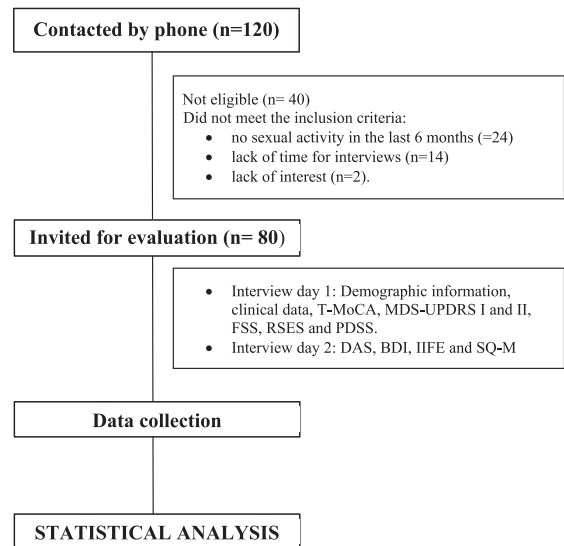 Contacted by phone (n=120)
Not eligible (n= 40)
Did not meet the inclusion criteria:
• no sexual activity in the last 6 months (=24)
• lack of time for interviews (n=14)
• lack of interest (n=2).
Invited for evaluation (n= 80)
• Interview day 1: Demographic information,
clinical data, T-MoCA, MDS-UPDRS I and II,
FSS, RSES and PDSS.
• Interview day 2: DAS, BDI, IIFE and SQ-M
Data collection
STATISTICAL ANALYSIS